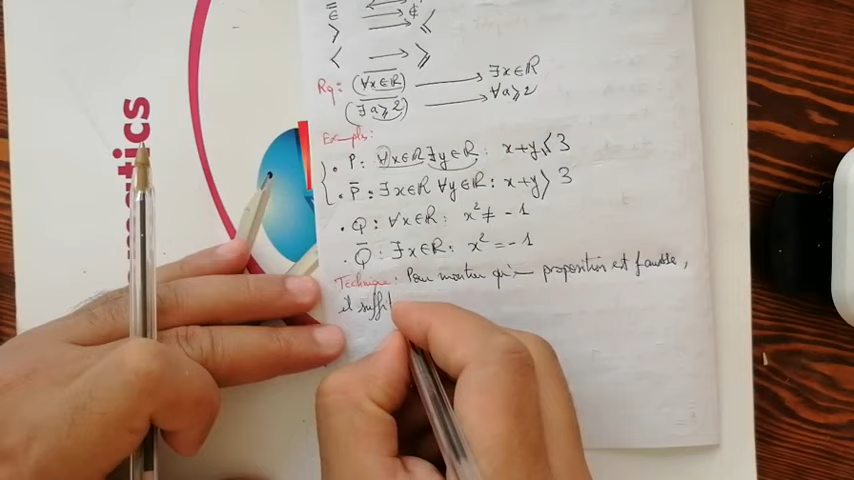 = ⟷
∈ ⟷ ∉
> ⟶ ≤
< ⟶ ≥
Rq: (∀x∈ℝ) ⟶ ∃x∈ℝ
(∃a≥2) ⟶ ∀a≥2
Exemple:
. P: ∀x∈ℝ ∃y∈ℝ: x+y≤3
. P̄: ∃x∈ℝ ∀y∈ℝ: x+y>3
. Q: ∀x∈ℝ: x²≠-1
. Q̄: ∃x∈ℝ: x²=-1
Technique: Pour montrer qu'une proposition est fausse,
il suffit
tics